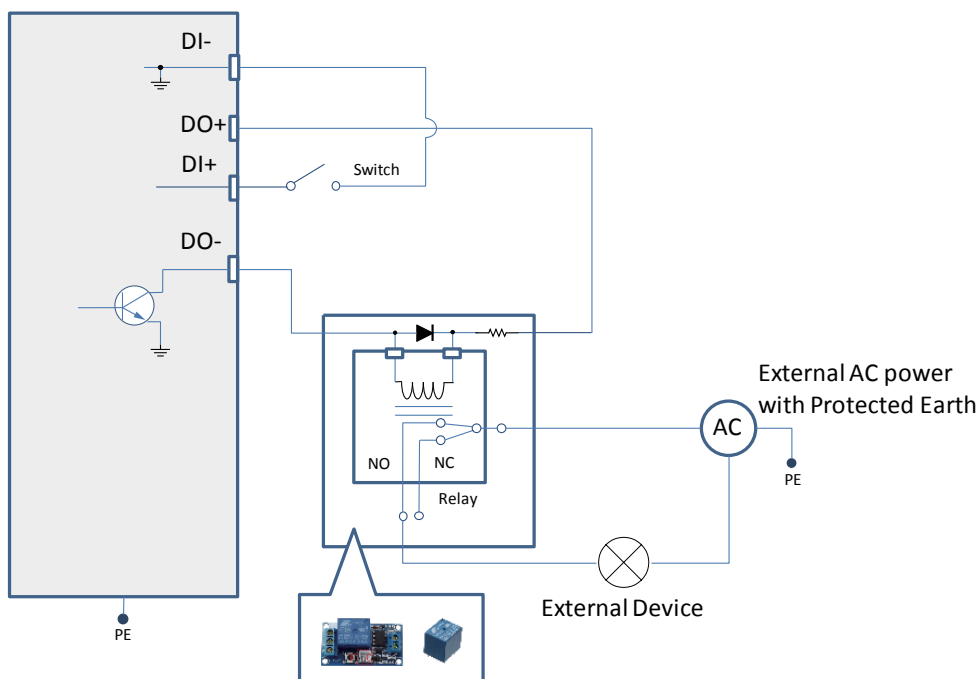 DI-
DO+
DI+
Switch
DO-
External AC power
with Protected Earth
AC
NO
NC
PE
Relay
External Device
PE